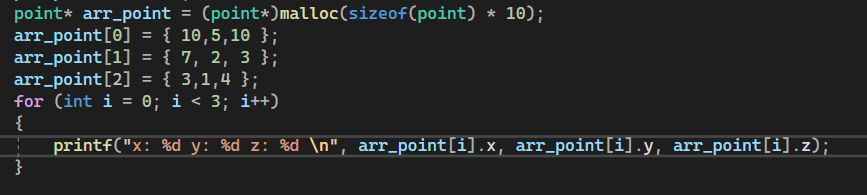 point* arr_point = (point*)malloc(sizeof(point) * 10);
arr_point[0] = { 10,5,10 };
arr_point[1] = { 7, 2, 3 };
arr_point[2] = { 3,1,4 };
for (int i = 0; i < 3; i++)
{
printf("x: %d y: %d z: %d \n", arr_point[i].x, arr_point[i].y, arr_point[i].z);
}